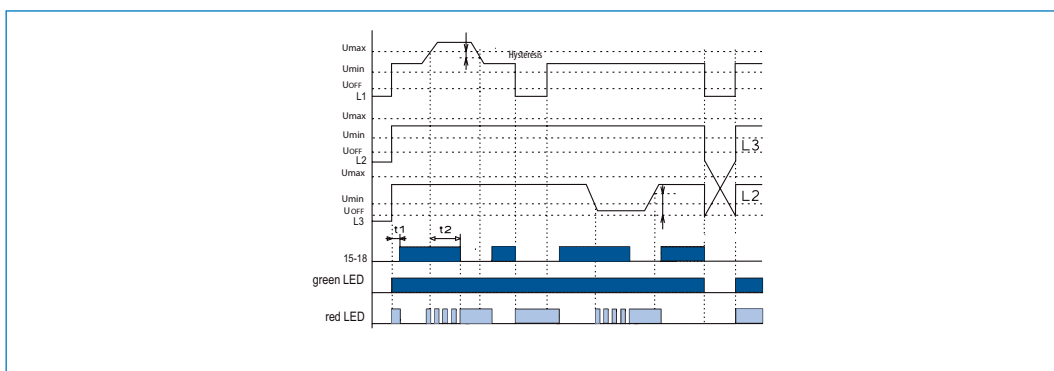 Umax
Hysteresis
Umin
UOFF
L1
Umax
Umin
UOFF
L2
L3
Umax
Umin
L2
UOFF
L3
t1
t2
15-18
green LED
red LED